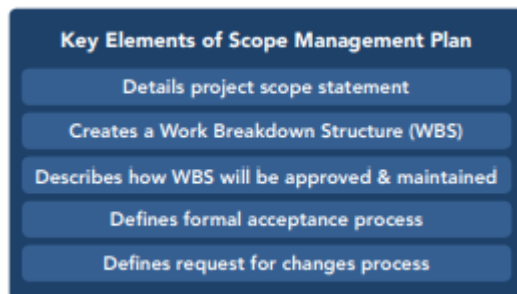 Key Elements of Scope Management Plan
Details project scope statement
Creates a Work Breakdown Structure (WBS)
Describes how WBS will be approved & maintained
Defines formal acceptance process
Defines request for changes process